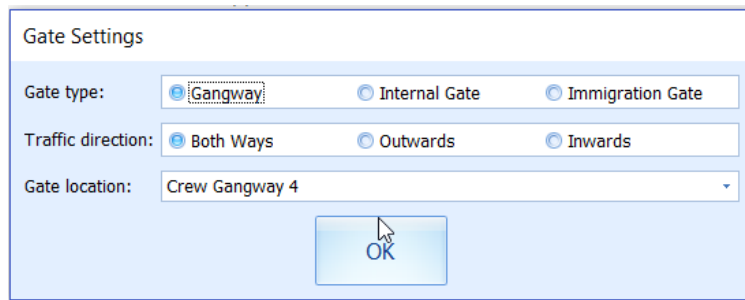 Gate Settings
Gate type: Gangway Internal Gate Immigration Gate
Traffic direction: Both Ways Outwards Inwards
Gate location: Crew Gangway 4
OK